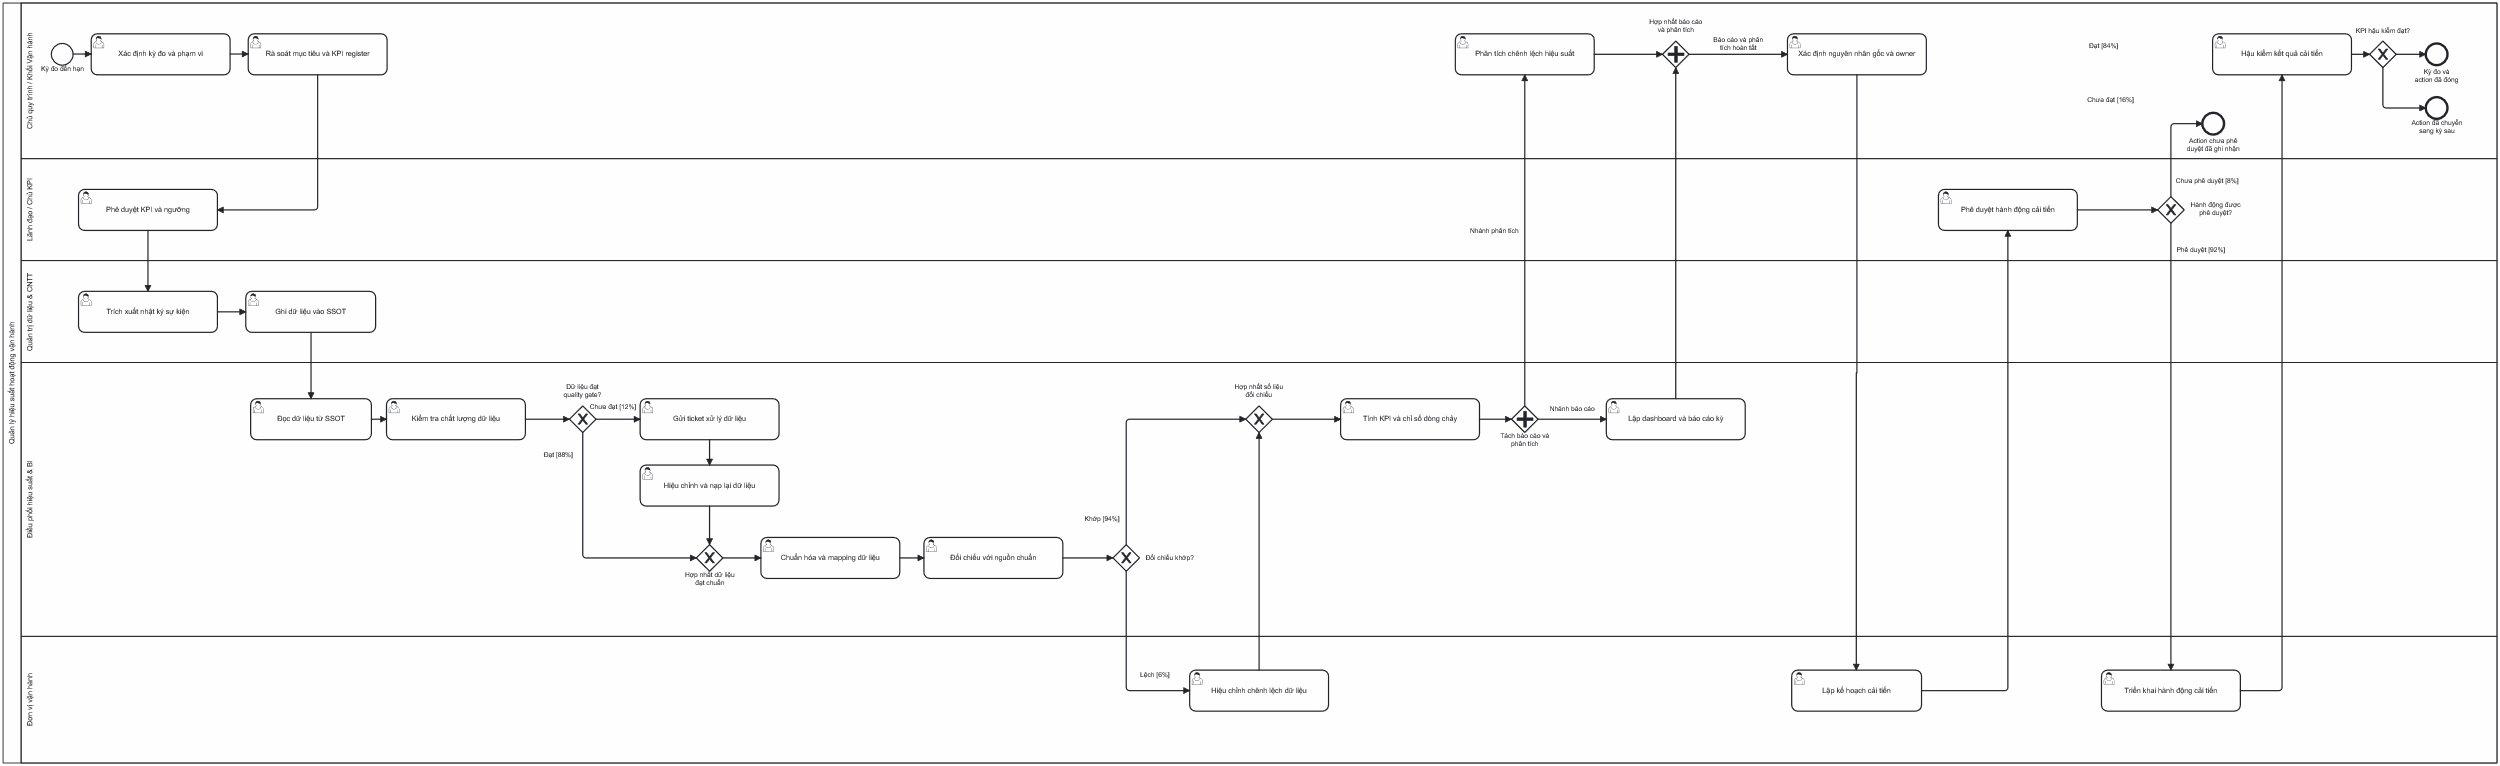 Quản lý hiệu suất hoạt động vận hành
Chủ quy trình / Khối Vận hành
Kỳ đo đến hạn
Xác định kỳ đo và phạm vi
Rà soát mục tiêu và KPI register
Phân tích chênh lệch hiệu suất
Hợp nhất báo cáo
và phân tích
Báo cáo và phân
tích hoàn tất
Xác định nguyên nhân gốc và owner
Đạt [84%]
Chưa đạt [16%]
Hậu kiểm kết quả cải tiến
KPI hậu kiểm đạt?
Kỳ đo và
action đã đóng
Action đã chuyển
sang kỳ sau
Action chưa phê
duyệt đã ghi nhận
Lãnh đạo / Chủ KPI
Phê duyệt KPI và ngưỡng
Nhánh phân tích
Phê duyệt hành động cải tiến
Chưa phê duyệt [8%]
Hành động được
phê duyệt?
Phê duyệt [92%]
Quản trị dữ liệu & CNTT
Trích xuất nhật ký sự kiện
Ghi dữ liệu vào SSOT
Điều phối hiệu suất & BI
Đọc dữ liệu từ SSOT
Kiểm tra chất lượng dữ liệu
Dữ liệu đạt
quality gate?
Chưa đạt [12%]
Gửi ticket xử lý dữ liệu
Đạt [88%]
Hiệu chỉnh và nạp lại dữ liệu
Hợp nhất dữ liệu
đạt chuẩn
Chuẩn hóa và mapping dữ liệu
Đối chiếu với nguồn chuẩn
Khớp [94%]
Đối chiếu khớp?
Hợp nhất số liệu
đối chiếu
Tính KPI và chỉ số dòng chảy
Tách báo cáo và
phân tích
Nhánh báo cáo
Lập dashboard và báo cáo kỳ
Đơn vị vận hành
Lệch [6%]
Hiệu chỉnh chênh lệch dữ liệu
Lập kế hoạch cải tiến
Triển khai hành động cải tiến